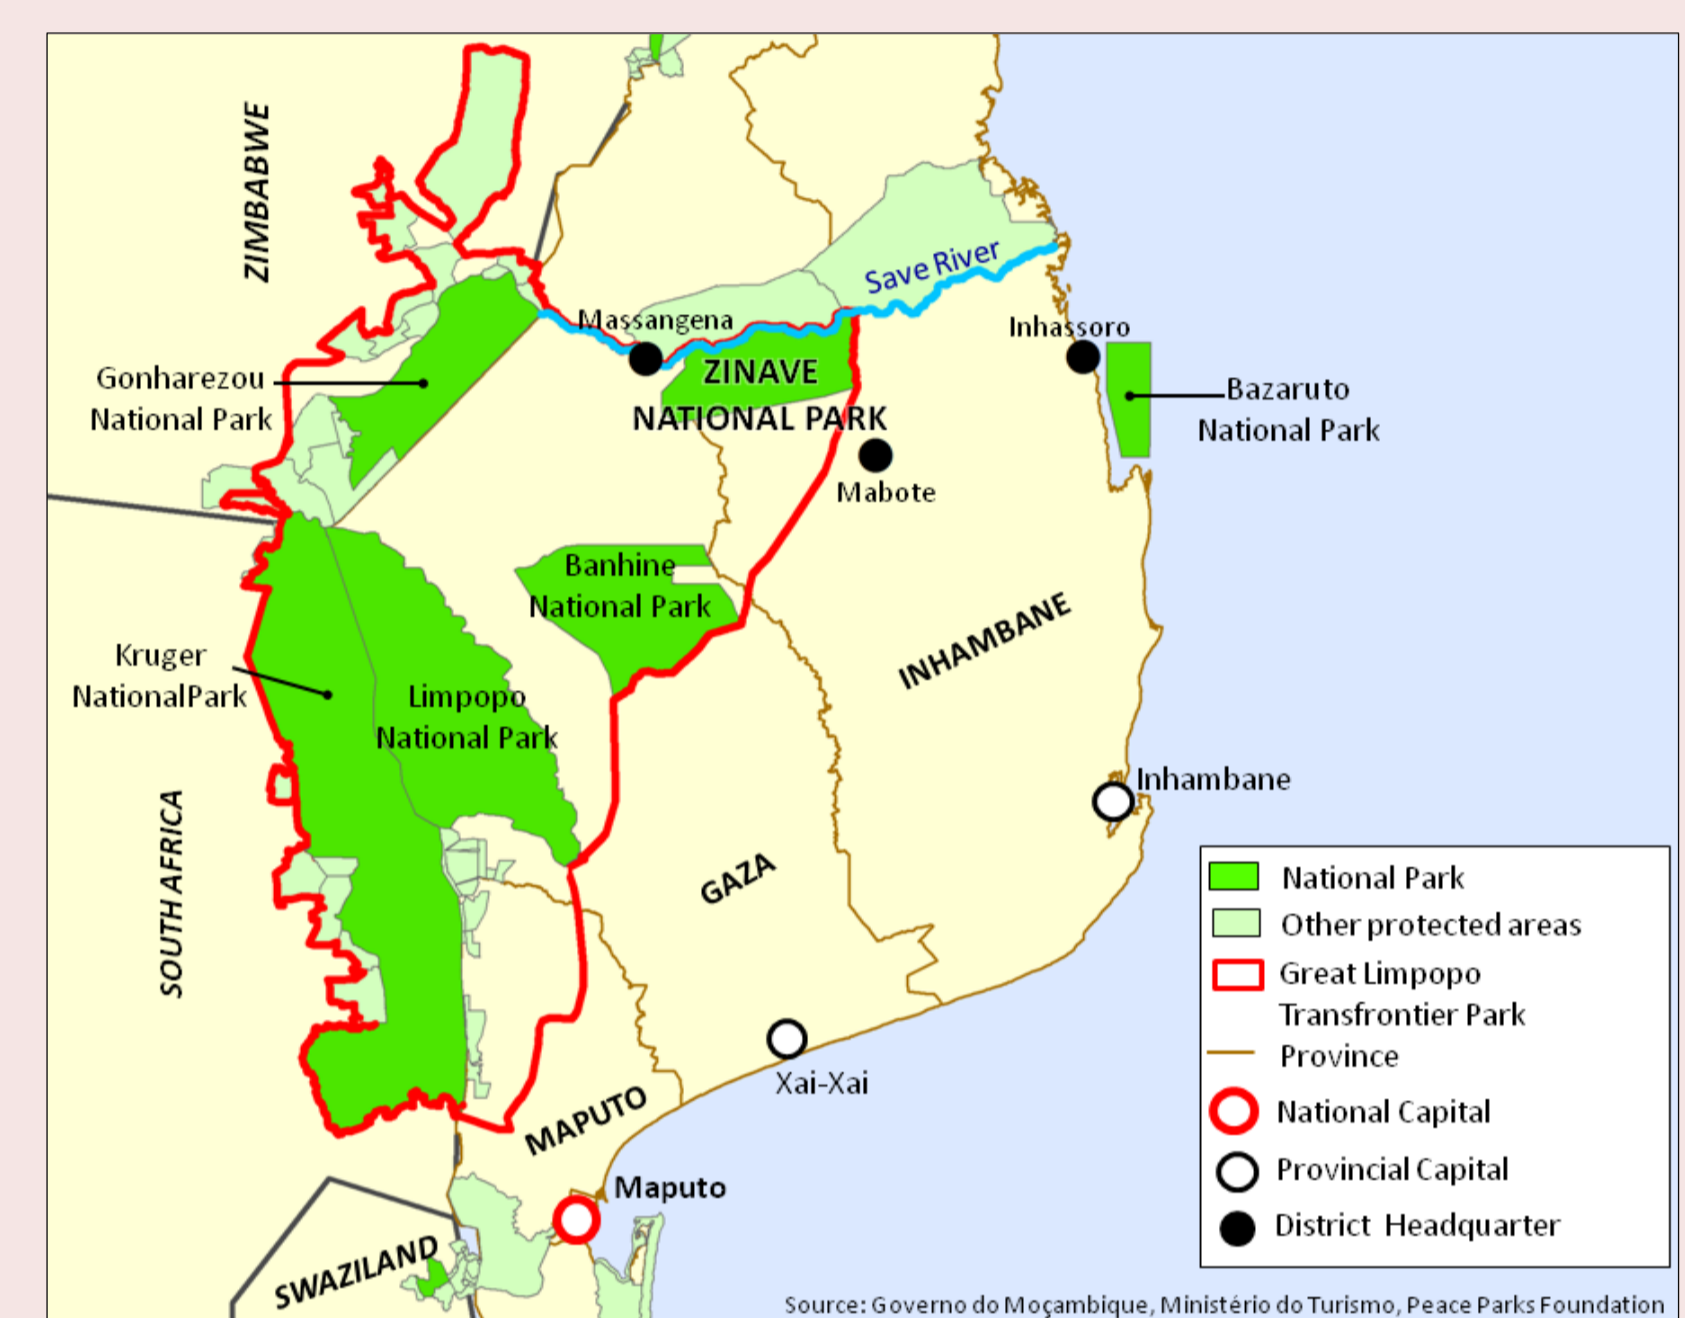 ZIMBABWE
Save River
Massangena
Inhassoro
ZINAVE
NATIONAL PARK
Gonharezou
National Park
Bazaruto
National Park
Mabote
Banhine
National Park
INHAMBANE
Kruger
NationalPark
Limpopo
National Park
Inhambane
SOUTH AFRICA
GAZA
Xai-Xai
MAPUTO
Maputo
SWAZILAND
National Park
Other protected areas
Great Limpopo
Transfrontier Park
Province
National Capital
Provincial Capital
District Headquarter
Source: Governo do Moçambique, Ministério do Turismo, Peace Parks Foundation